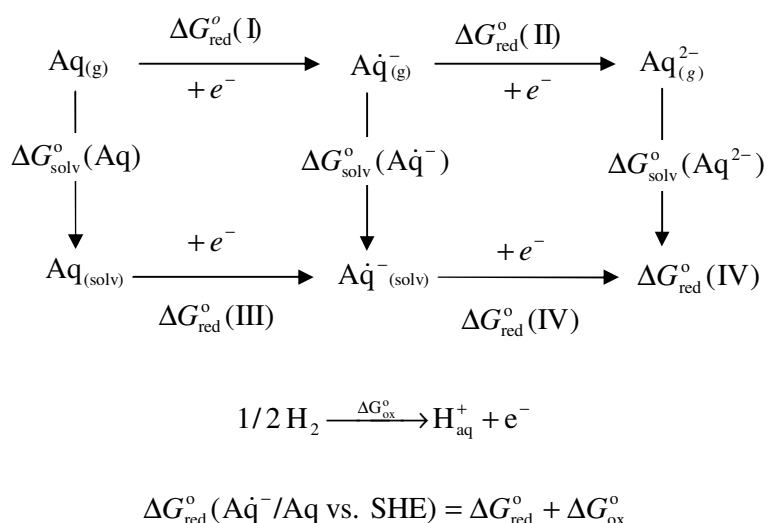 ΔG°red(I) ΔG°red(II)
Aq(g) Aq̇⁻(g) Aq²⁻(g)
+ e⁻ + e⁻
ΔG°solv(Aq) ΔG°solv(Aq̇⁻) ΔG°solv(Aq²⁻)
+ e⁻ + e⁻
Aq(solv) Aq̇⁻(solv) ΔG°red(IV)
ΔG°red(III) ΔG°red(IV)
ΔG°ox
1/2 H₂ ⟶ H⁺aq + e⁻
ΔG°red(Aq̇⁻/Aq vs. SHE) = ΔG°red + ΔG°ox